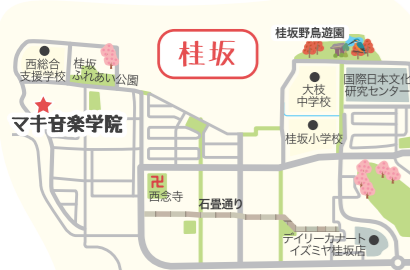 桂坂野鳥遊園
桂坂
西総合
支援学校
桂坂
ふれあい公園
国際日本文化
研究センター
大枝
中学校
マキ音楽学院
桂坂小学校
西念寺
石畳通り
デイリーカナート
イズミヤ桂坂店